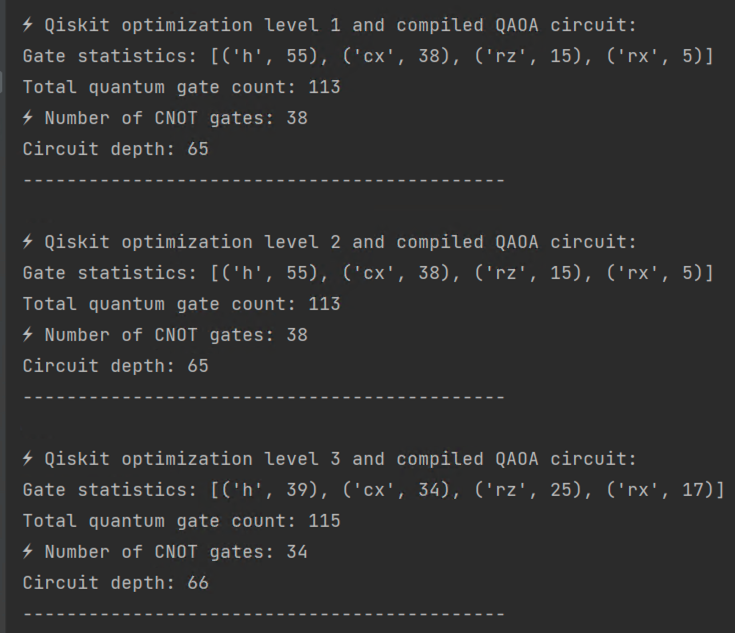 ⚡ Qiskit optimization level 1 and compiled QAOA circuit:
Gate statistics: [('h', 55), ('cx', 38), ('rz', 15), ('rx', 5)]
Total quantum gate count: 113
⚡ Number of CNOT gates: 38
Circuit depth: 65
--------------------------------------------
⚡ Qiskit optimization level 2 and compiled QAOA circuit:
Gate statistics: [('h', 55), ('cx', 38), ('rz', 15), ('rx', 5)]
Total quantum gate count: 113
⚡ Number of CNOT gates: 38
Circuit depth: 65
--------------------------------------------
⚡ Qiskit optimization level 3 and compiled QAOA circuit:
Gate statistics: [('h', 39), ('cx', 34), ('rz', 25), ('rx', 17)]
Total quantum gate count: 115
⚡ Number of CNOT gates: 34
Circuit depth: 66
--------------------------------------------